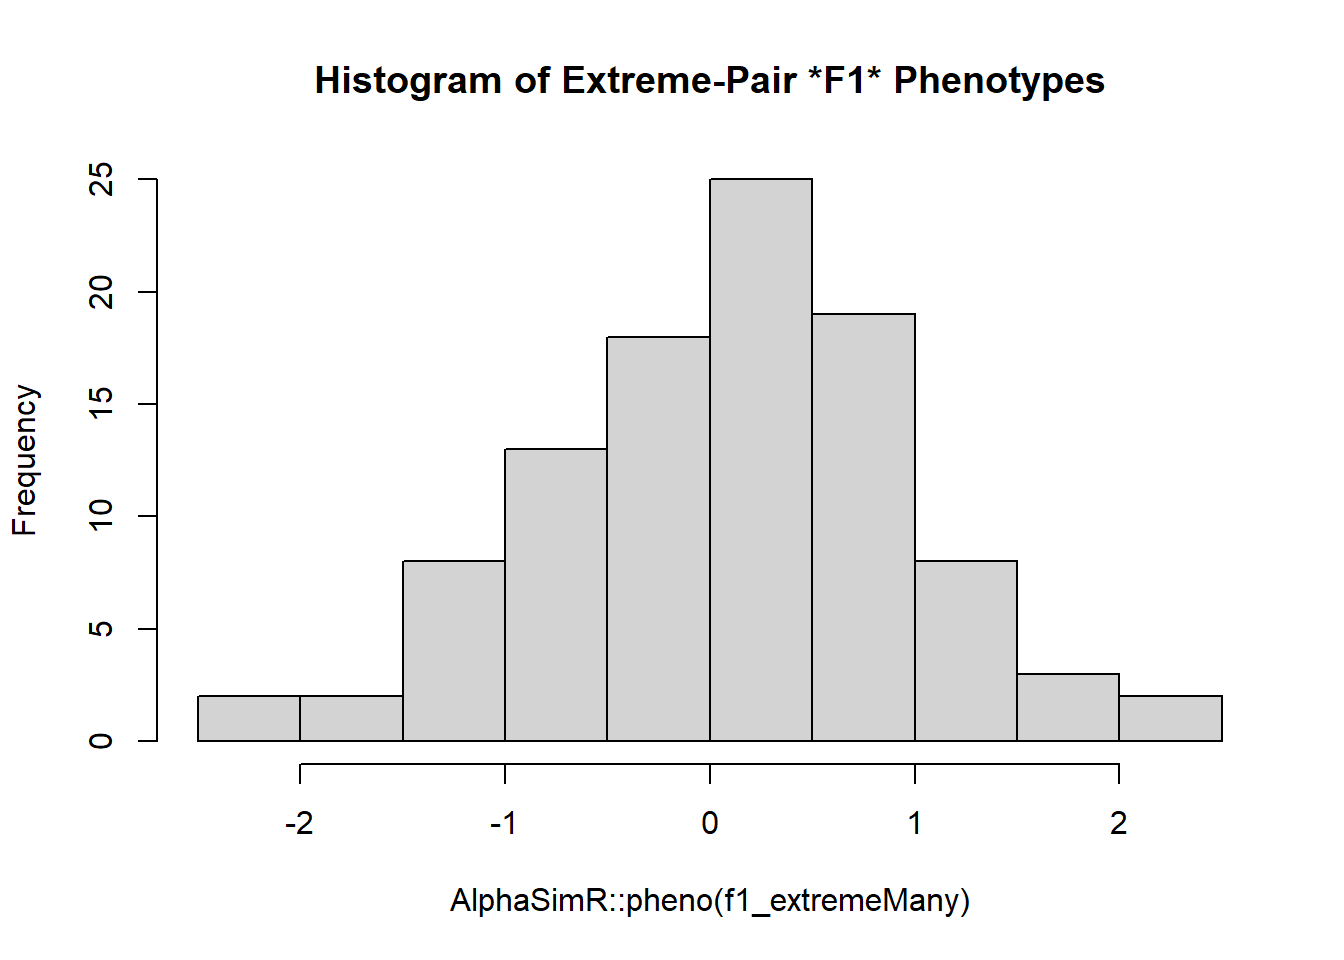 Histogram of Extreme-Pair *F1* Phenotypes
25
20
15
10
5
0
Frequency
-2 -1 0 1 2
AlphaSimR::pheno(f1_extremeMany)